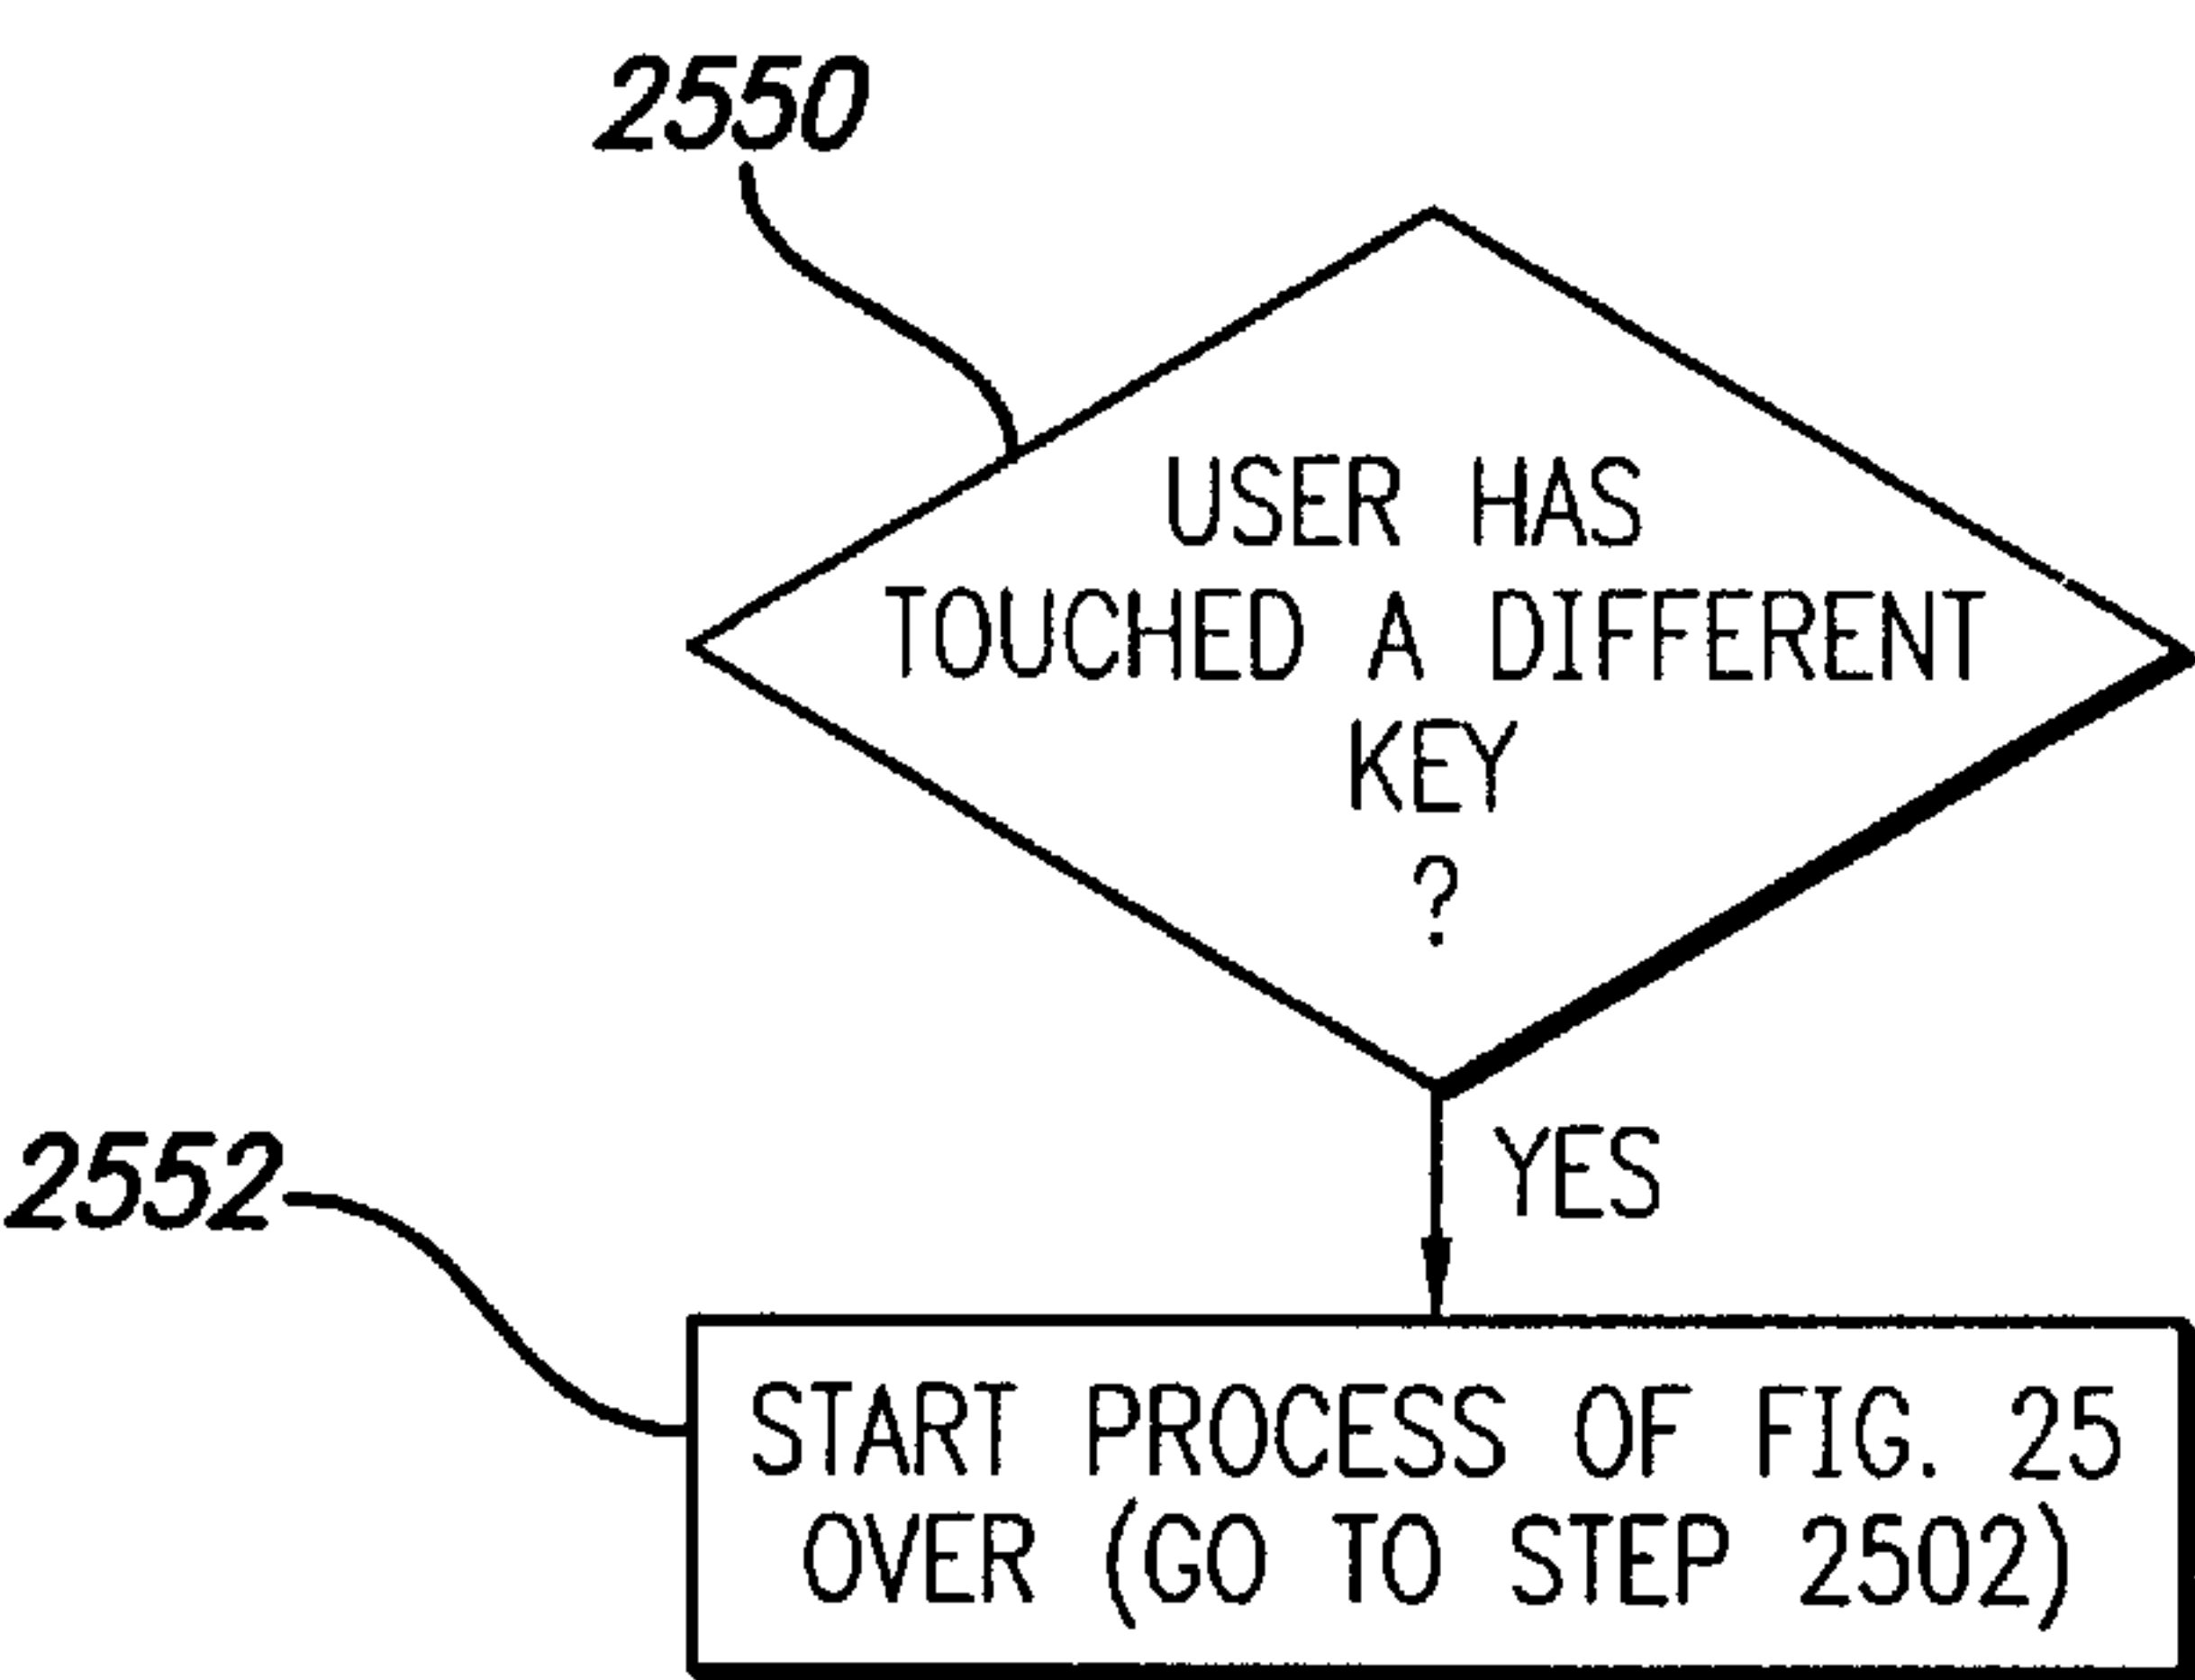 2550
USER HAS
TOUCHED A DIFFERENT
KEY
?
YES
2552
START PROCESS OF FIG. 25
OVER (GO TO STEP 2502)